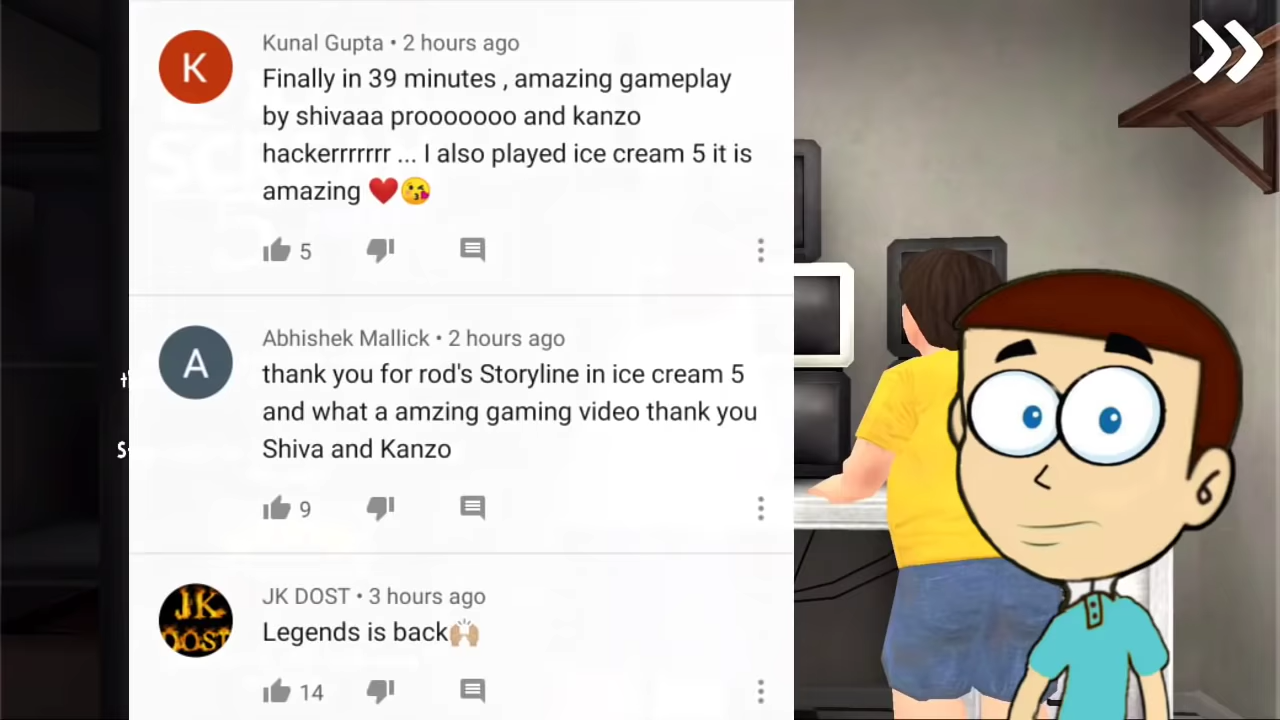 K
Kunal Gupta • 2 hours ago
Finally in 39 minutes , amazing gameplay
by shivaaa prooooooo and kanzo
hackerrrrrrr ... I also played ice cream 5 it is
amazing ❤️😘
5
A
Abhishek Mallick • 2 hours ago
thank you for rod's Storyline in ice cream 5
and what a amzing gaming video thank you
Shiva and Kanzo
9
JK
DOST
JK DOST • 3 hours ago
Legends is back🙌🏼
14